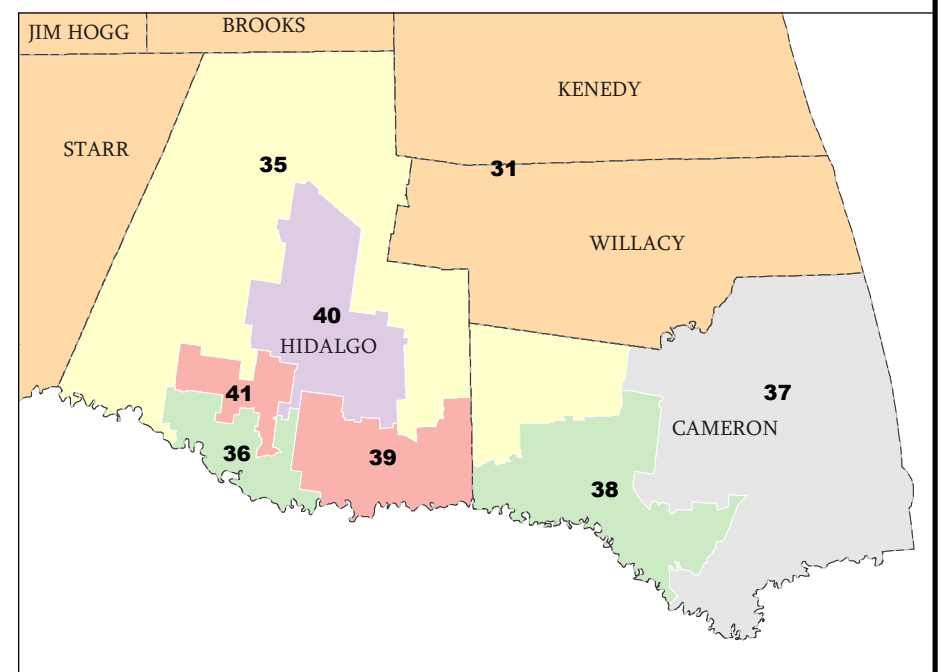 BROOKS
JIM HOGG
KENEDY
STARR
35
31
WILLACY
40
HIDALGO
41
37
CAMERON
36
39
38